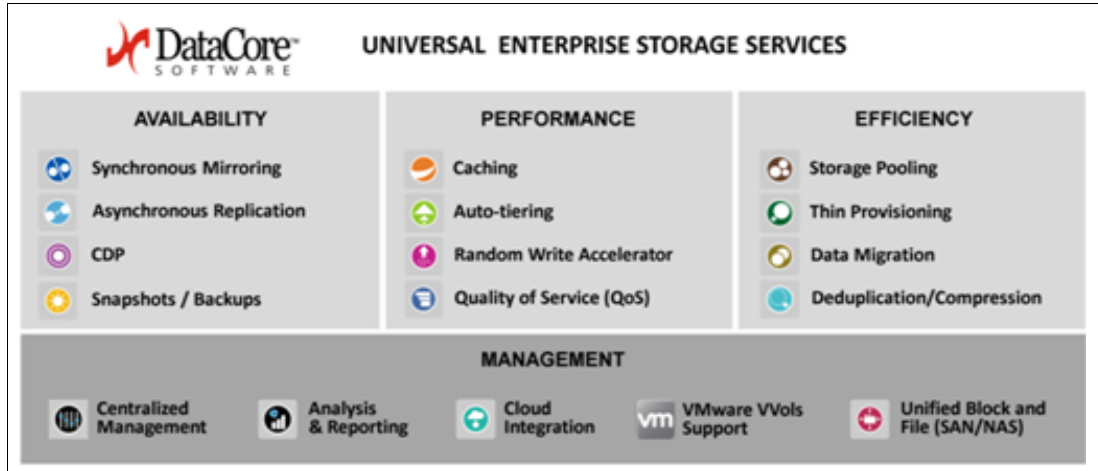 DataCore™
SOFTWARE
UNIVERSAL ENTERPRISE STORAGE SERVICES
AVAILABILITY
Synchronous Mirroring
Asynchronous Replication
CDP
Snapshots / Backups
PERFORMANCE
Caching
Auto-tiering
Random Write Accelerator
Quality of Service (QoS)
EFFICIENCY
Storage Pooling
Thin Provisioning
Data Migration
Deduplication/Compression
MANAGEMENT
Centralized
Management
Analysis
& Reporting
Cloud
Integration
vm
VMware VVols
Support
Unified Block and
File (SAN/NAS)